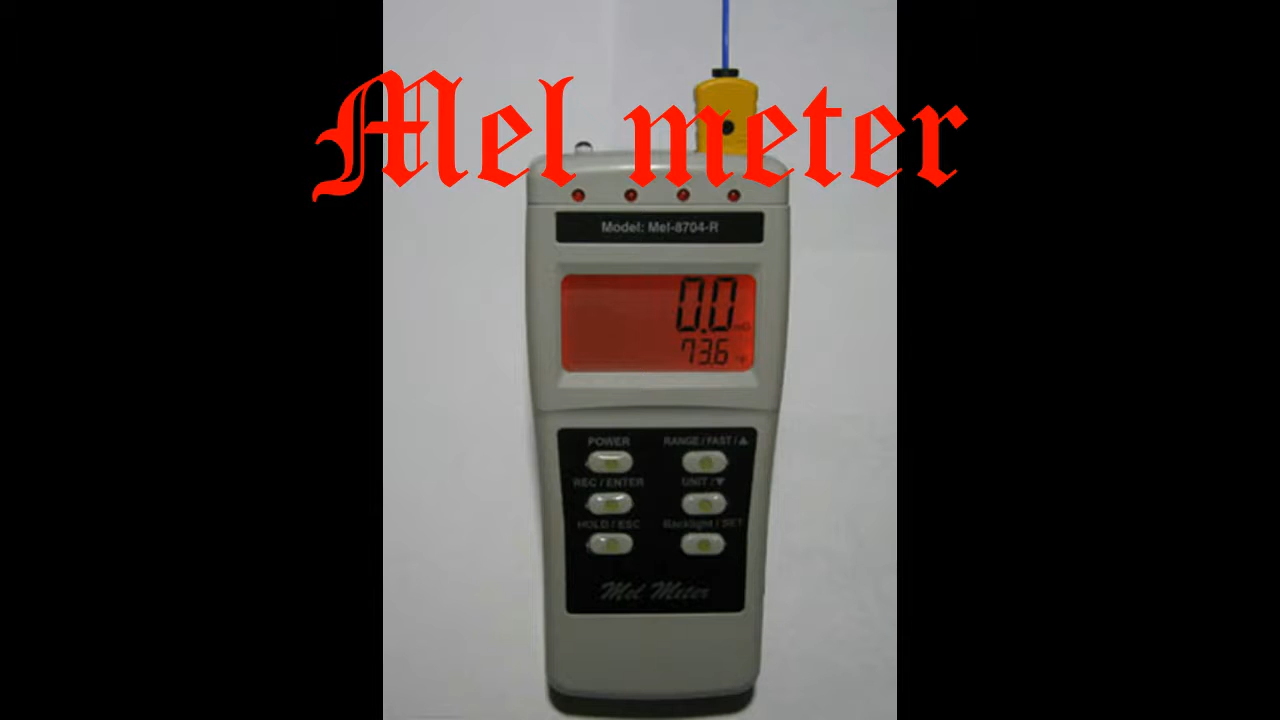 Mel meter
Model: Mel-8704-R
0.0 mG
73.6 °F
POWER RANGE / FAST / ▲
REC / ENTER UNIT / ▼
HOLD / ESC Backlight / SET
Mel Meter